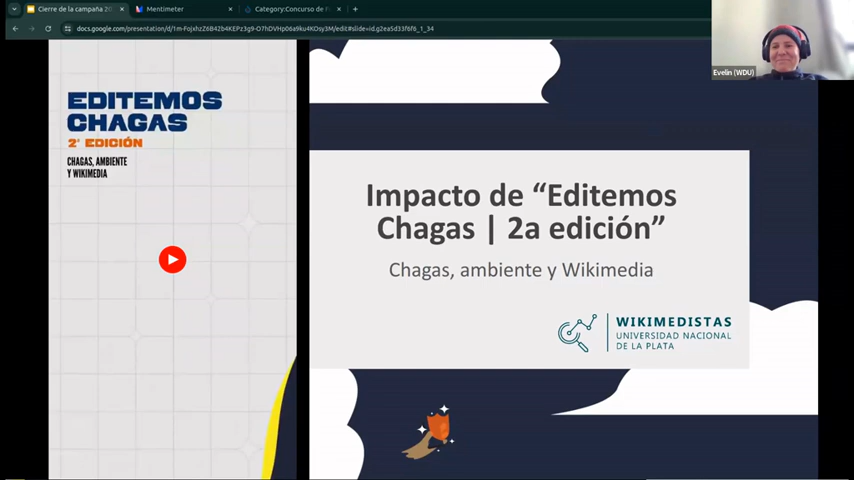 Cierre de la campaña 20
Mentimeter
Category:Concurso de F
docs.google.com/presentation/d/1m-FojxhzZ6B42b4KEPz3g9-O7hDVHp06a9ku4KOsy3M/edit#slide=id.g2ea5d33f6f6_1_34
Evelin (WDU)
EDITEMOS
CHAGAS
2ª EDICIÓN
CHAGAS, AMBIENTE
Y WIKIMEDIA
Impacto de “Editemos
Chagas | 2a edición”
Chagas, ambiente y Wikimedia
WIKIMEDISTAS
UNIVERSIDAD NACIONAL
DE LA PLATA